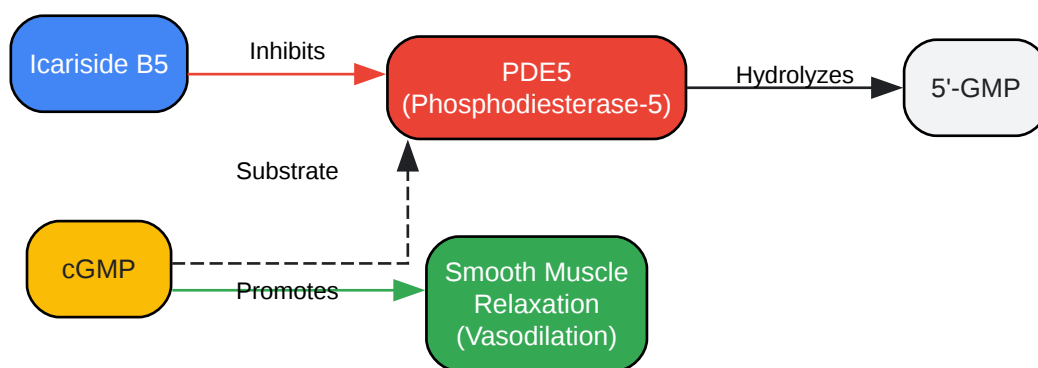 Icariside B5
Inhibits
PDE5
(Phosphodiesterase-5)
Hydrolyzes
5'-GMP
Substrate
cGMP
Promotes
Smooth Muscle
Relaxation
(Vasodilation)